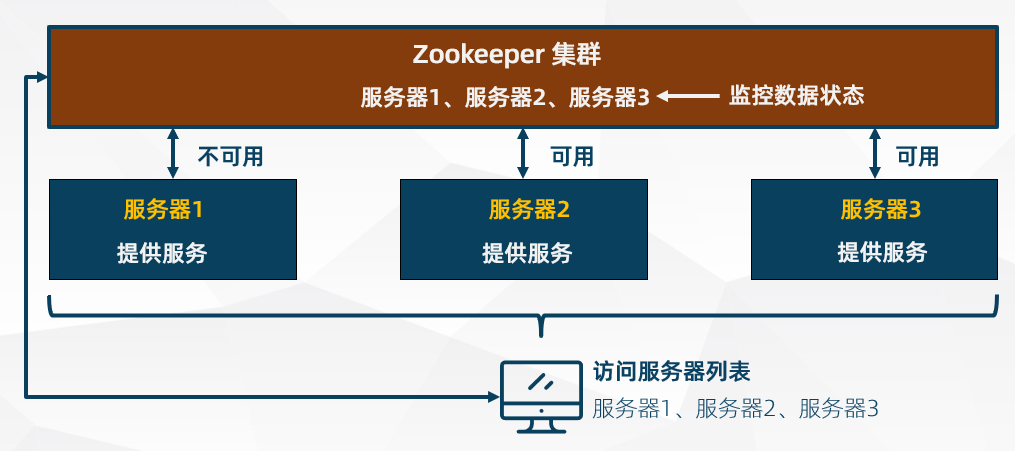 Zookeeper 集群
服务器1、服务器2、服务器3
监控数据状态
不可用
可用
可用
服务器1
提供服务
服务器2
提供服务
服务器3
提供服务
访问服务器列表
服务器1、服务器2、服务器3